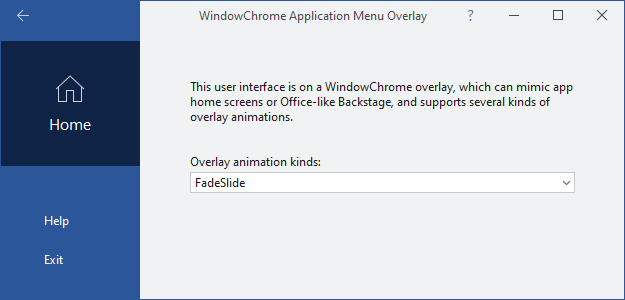 WindowChrome Application Menu Overlay ?
Home
Help
Exit
This user interface is on a WindowChrome overlay, which can mimic app
home screens or Office-like Backstage, and supports several kinds of
overlay animations.
Overlay animation kinds:
FadeSlide